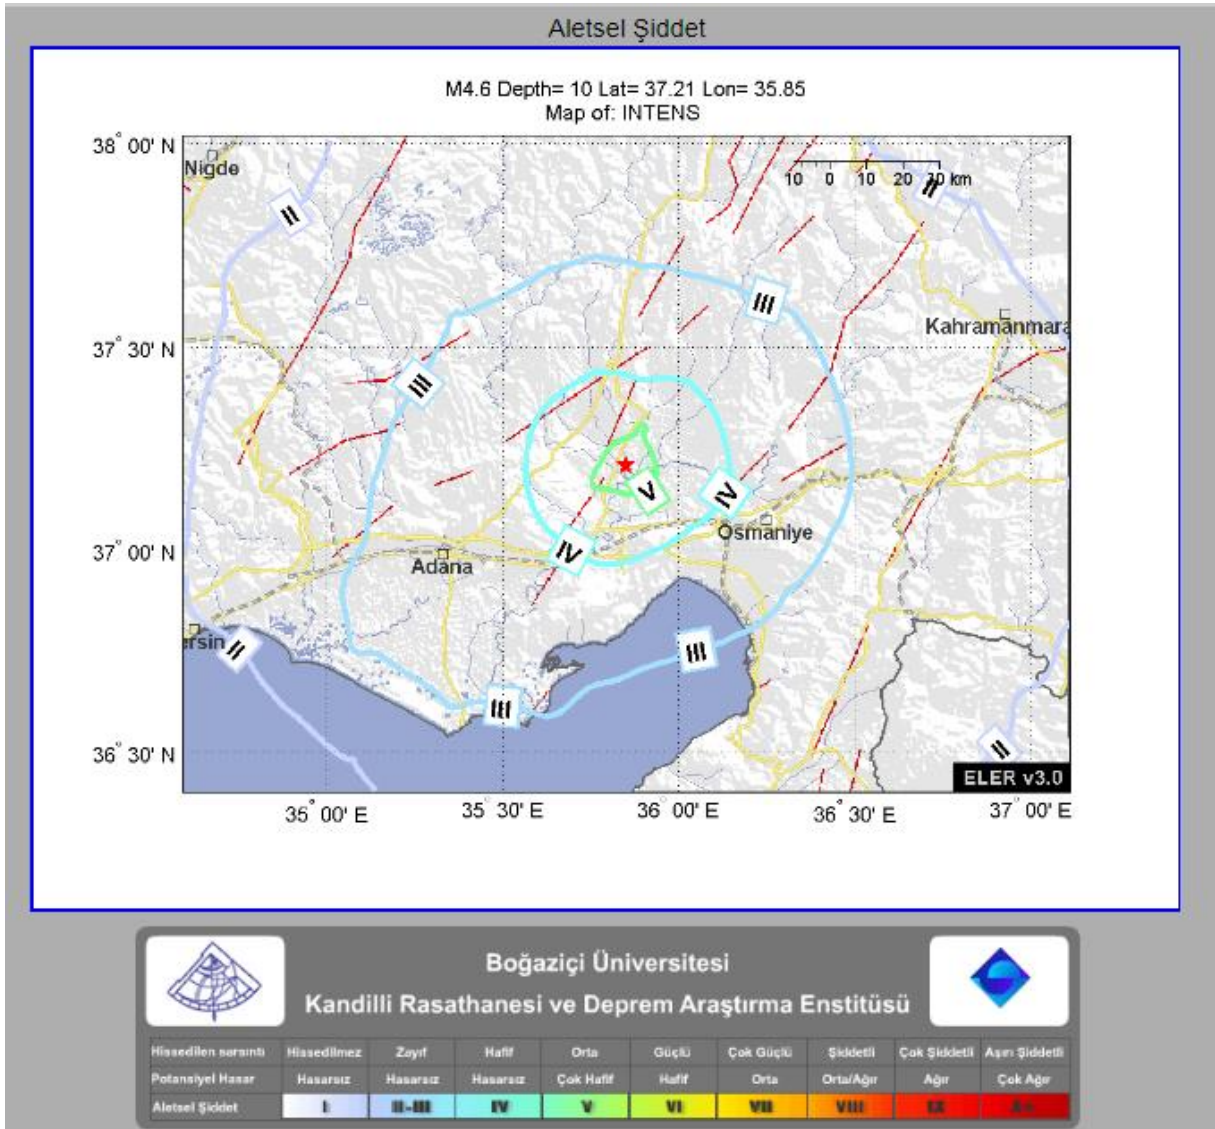 Aletsel Şiddet
M4.6 Depth= 10 Lat= 37.21 Lon= 35.85
Map of: INTENS
38° 00' N
Nigde
10 0 10 20 30 km
II
II
III
III
Kahramanmara
37° 30' N
V
IV
IV
Osmaniye
37° 00' N
Adana
ersin
II
III
III
II
36° 30' N
ELER v3.0
35° 00' E 35° 30' E 36° 00' E 36° 30' E 37° 00' E
Boğaziçi Üniversitesi
Kandilli Rasathanesi ve Deprem Araştırma Enstitüsü
Hissedilen sarsıntı Hissedilmez Zayıf Hafif Orta Güçlü Çok Güçlü Şiddetli Çok Şiddetli Aşırı Şiddetli
Potansiyel Hasar Hasarsız Hasarsız Hasarsız Çok Hafif Hafif Orta Orta/Ağır Ağır Çok Ağır
Aletsel Şiddet I II-III IV V VI VII VIII IX X+